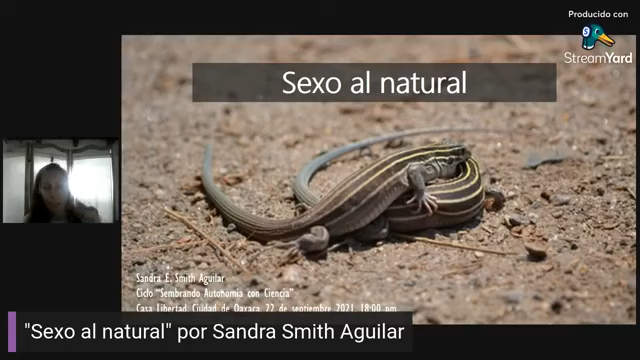 Producido con
StreamYard
Sexo al natural
Sandra E. Smith Aguilar
Ciclo "Sembrando Autonomía con Ciencia"
Casa Libertad Ciudad de Oaxaca 22 de septiembre 2021 18:00 pm
"Sexo al natural" por Sandra Smith Aguilar